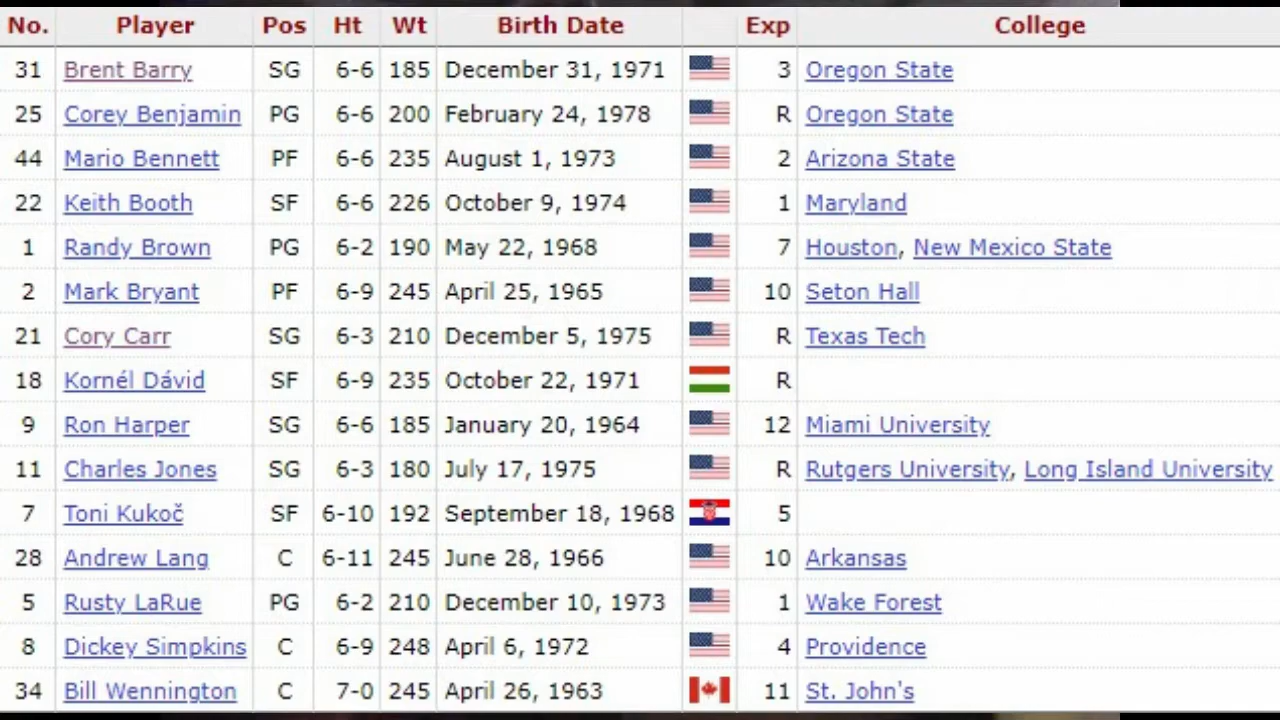 No. Player Pos Ht Wt Birth Date Exp College
31 Brent Barry SG 6-6 185 December 31, 1971 3 Oregon State
25 Corey Benjamin PG 6-6 200 February 24, 1978 R Oregon State
44 Mario Bennett PF 6-6 235 August 1, 1973 2 Arizona State
22 Keith Booth SF 6-6 226 October 9, 1974 1 Maryland
1 Randy Brown PG 6-2 190 May 22, 1968 7 Houston, New Mexico State
2 Mark Bryant PF 6-9 245 April 25, 1965 10 Seton Hall
21 Cory Carr SG 6-3 210 December 5, 1975 R Texas Tech
18 Kornél Dávid SF 6-9 235 October 22, 1971 R
9 Ron Harper SG 6-6 185 January 20, 1964 12 Miami University
11 Charles Jones SG 6-3 180 July 17, 1975 R Rutgers University, Long Island University
7 Toni Kukoč SF 6-10 192 September 18, 1968 5
28 Andrew Lang C 6-11 245 June 28, 1966 10 Arkansas
5 Rusty LaRue PG 6-2 210 December 10, 1973 1 Wake Forest
8 Dickey Simpkins C 6-9 248 April 6, 1972 4 Providence
34 Bill Wennington C 7-0 245 April 26, 1963 11 St. John's